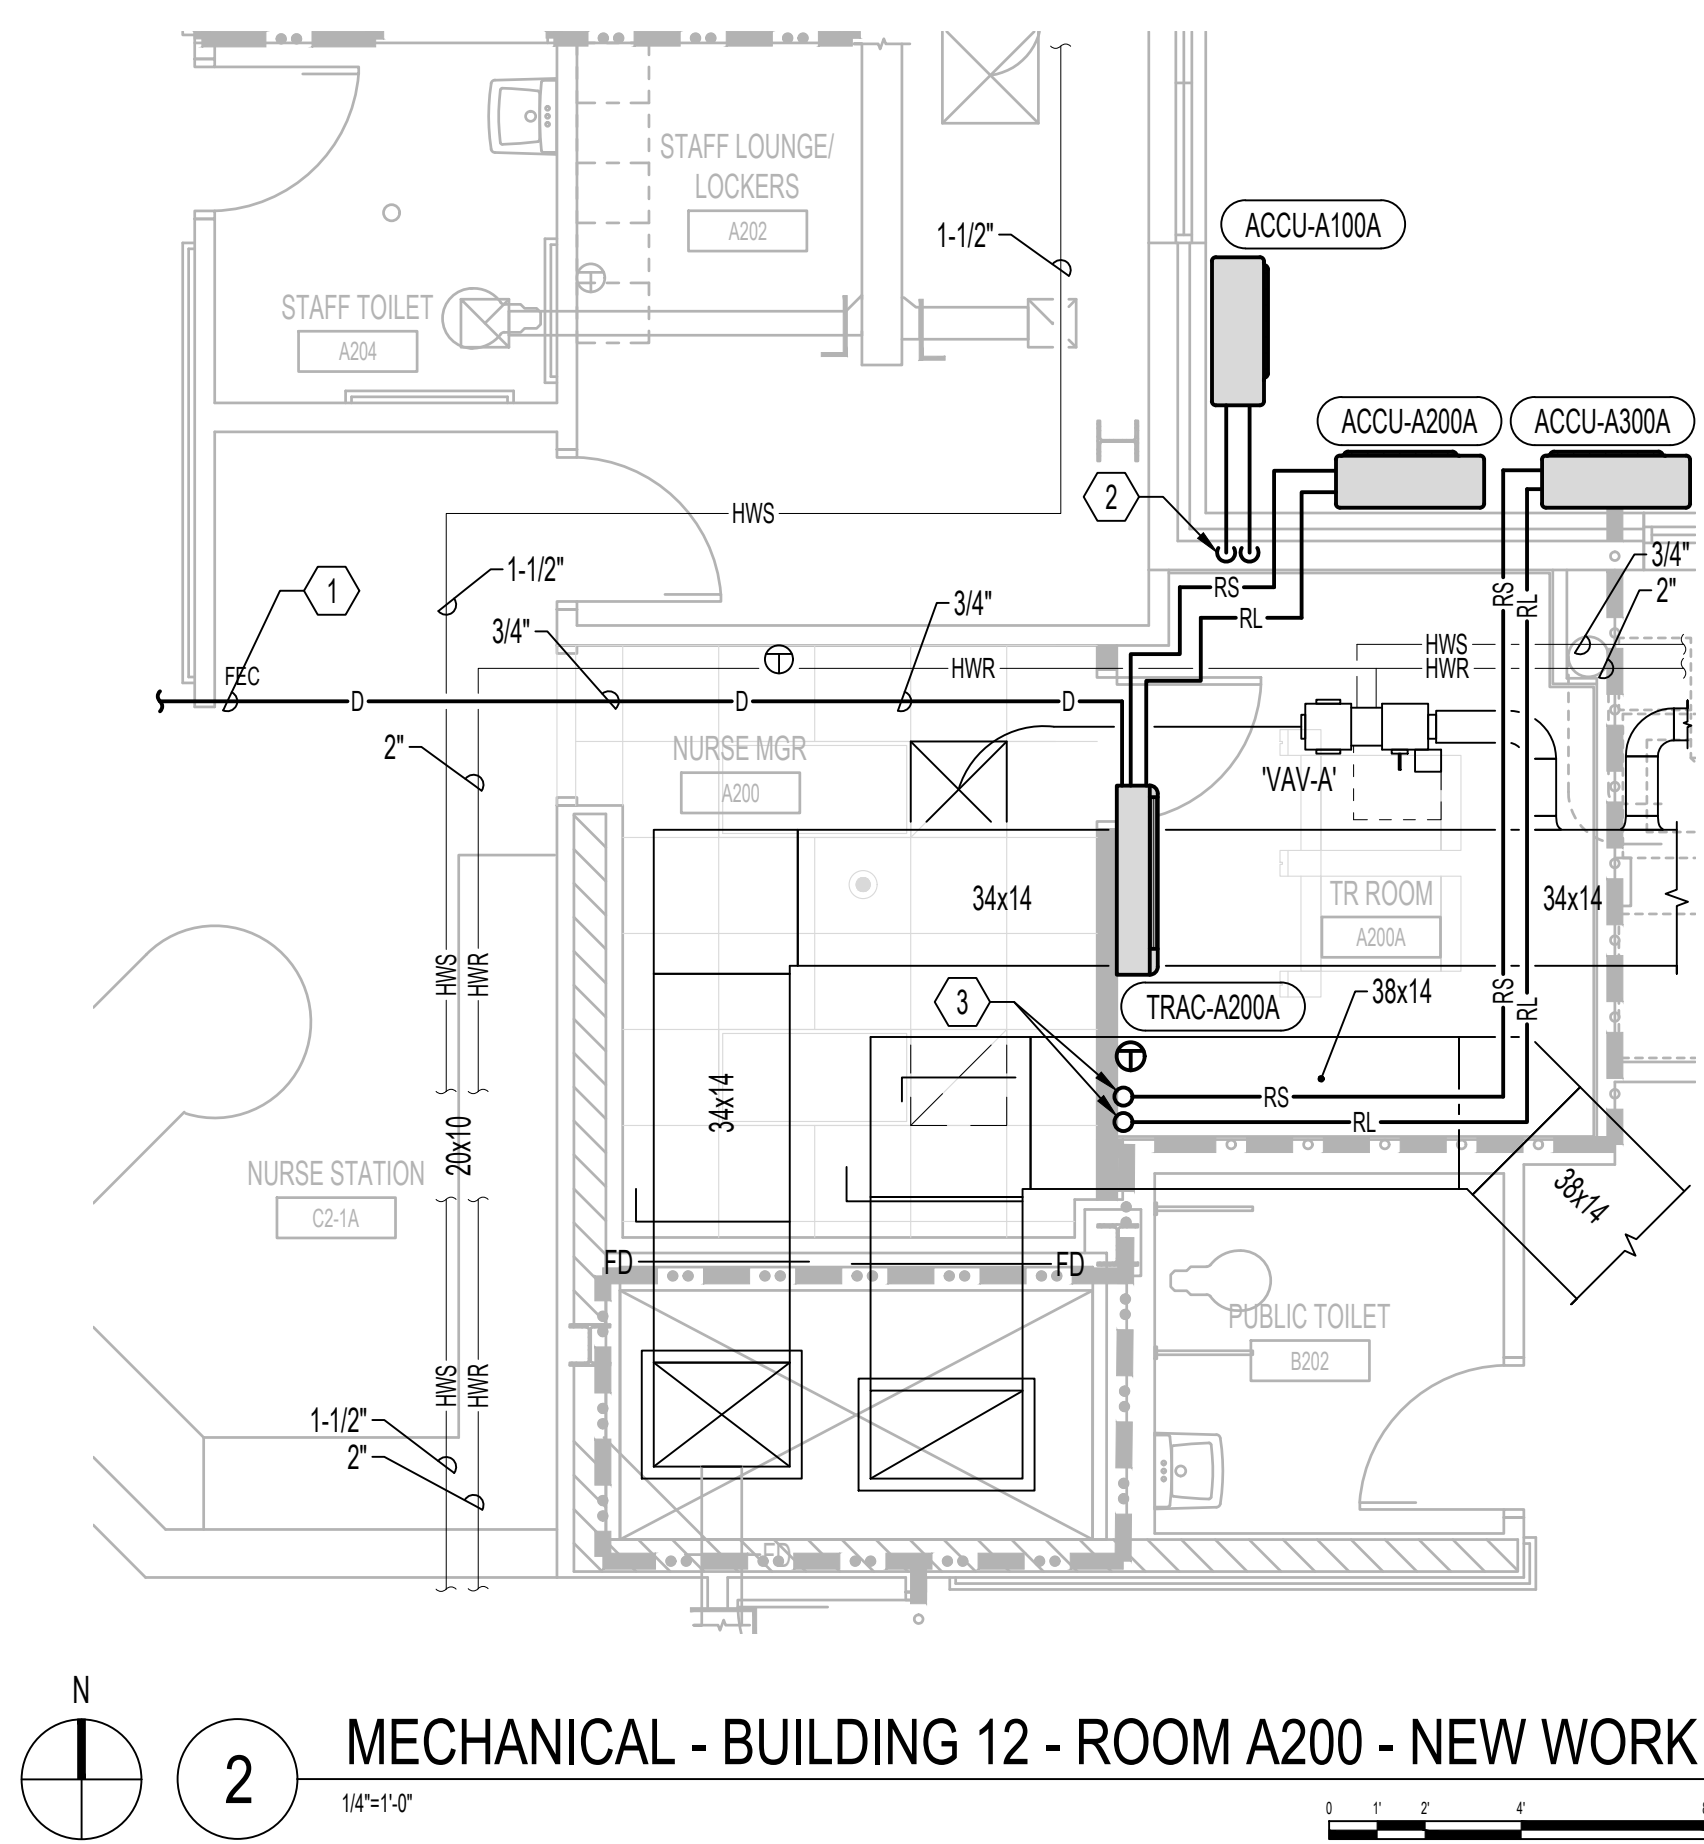 STAFF LOUNGE/
LOCKERS
A202
1-1/2"
ACCU-A100A
STAFF TOILET
A204
ACCU-A200A
ACCU-A300A
2
HWS
1-1/2"
1
3/4"
3/4"
3/4"
2"
RS
RL
RS
RL
HWS
HWR
HWR
FEC
D
D
D
2"
NURSE MGR
A200
'VAV-A'
T
34x14
TR ROOM
A200A
34x14
HWS
HWR
3
TRAC-A200A
38x14
RS
RL
34x14
20x10
RS
RL
NURSE STATION
C2-1A
38x14
FD
FD
PUBLIC TOILET
B202
HWS
HWR
1-1/2"
2"
FD
N
2
MECHANICAL - BUILDING 12 - ROOM A200 - NEW WORK
1/4"=1'-0"
0 1' 2' 4'